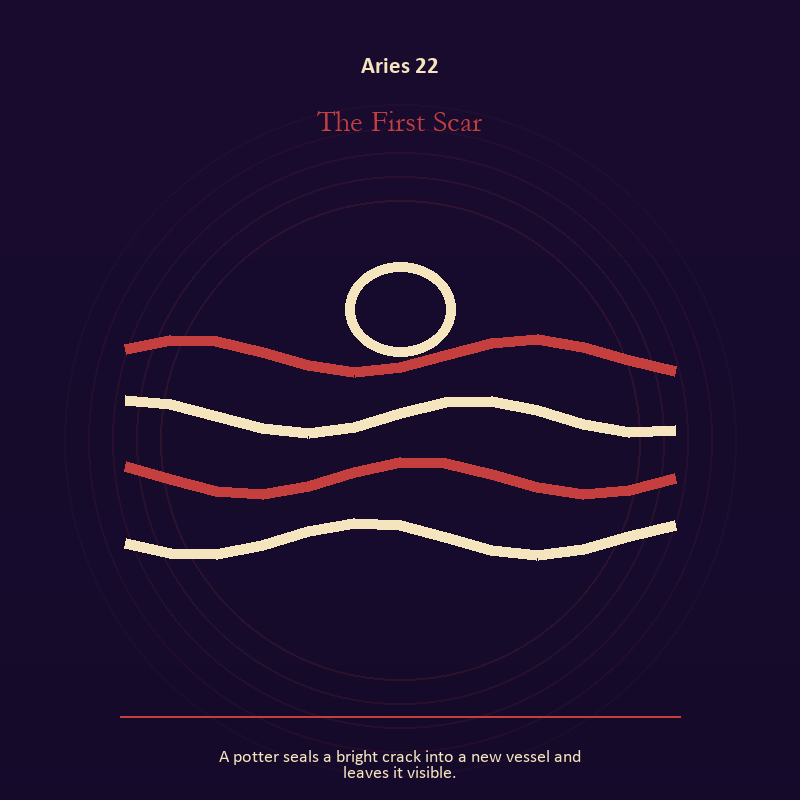 Aries 22
The First Scar
A potter seals a bright crack into a new vessel and
leaves it visible.